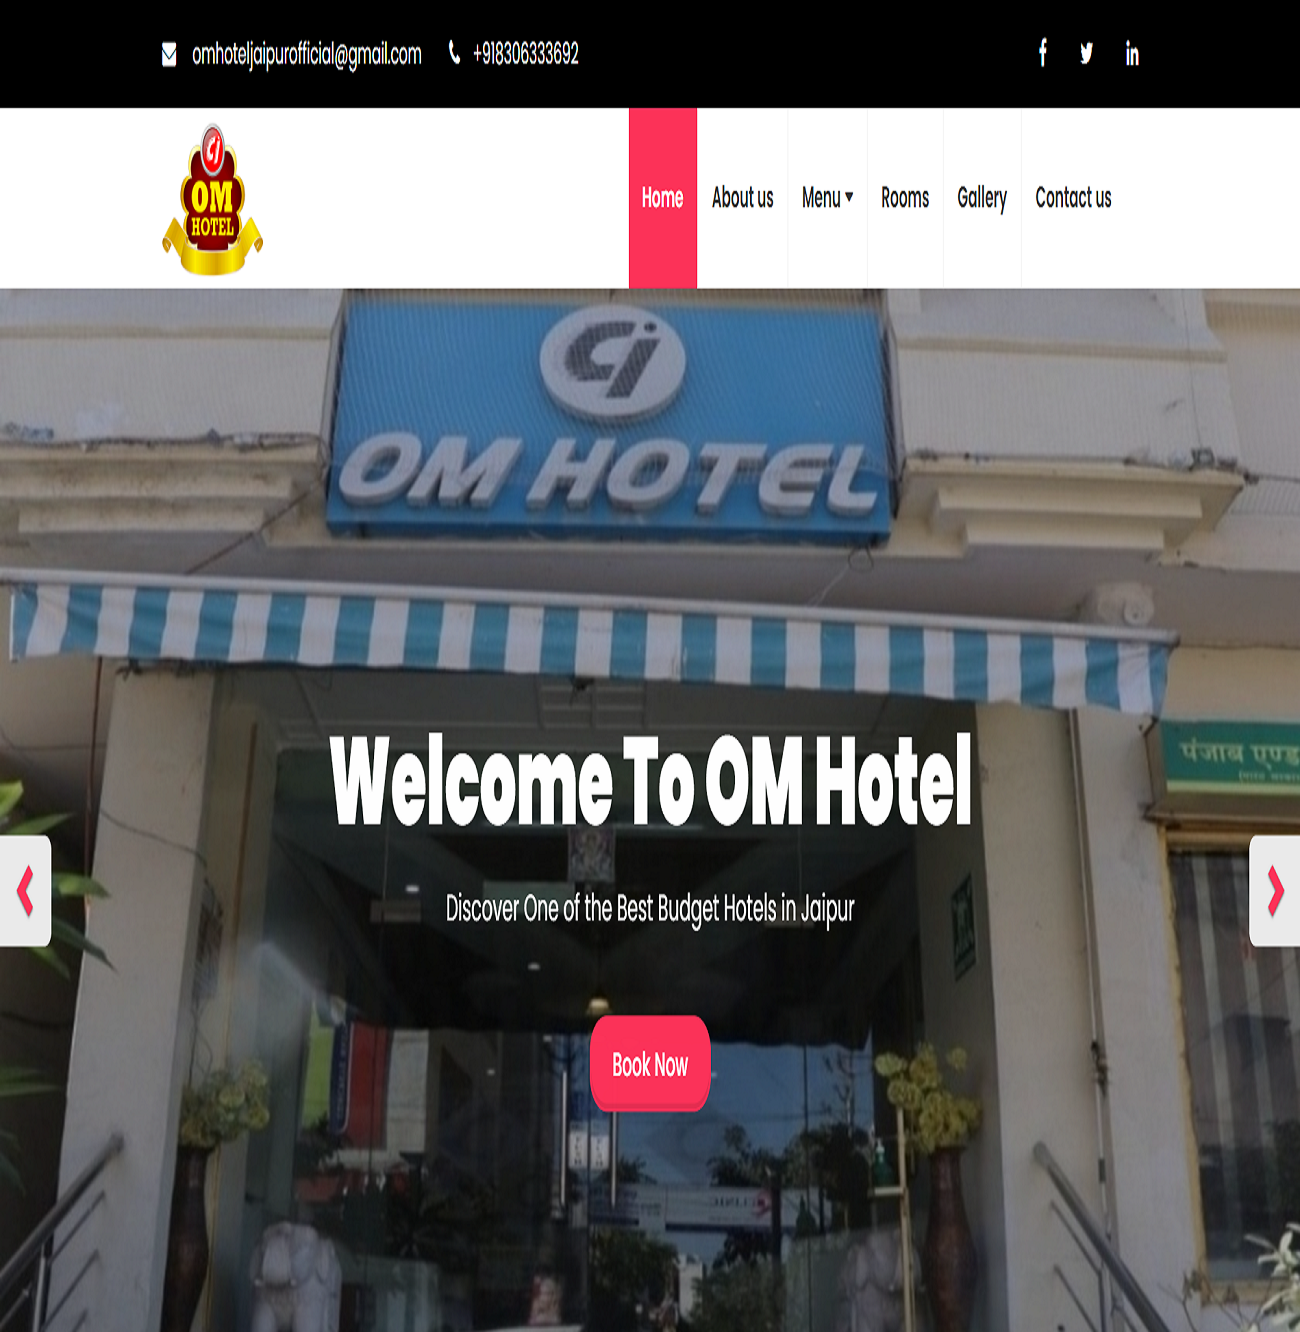 omhoteljaipurofficial@gmail.com +918306333692
Home About us Menu Rooms Gallery Contact us
OM
HOTEL
OM HOTEL
Welcome To OM Hotel
पंजाब एण्ड
Discover One of the Best Budget Hotels in Jaipur
Book Now